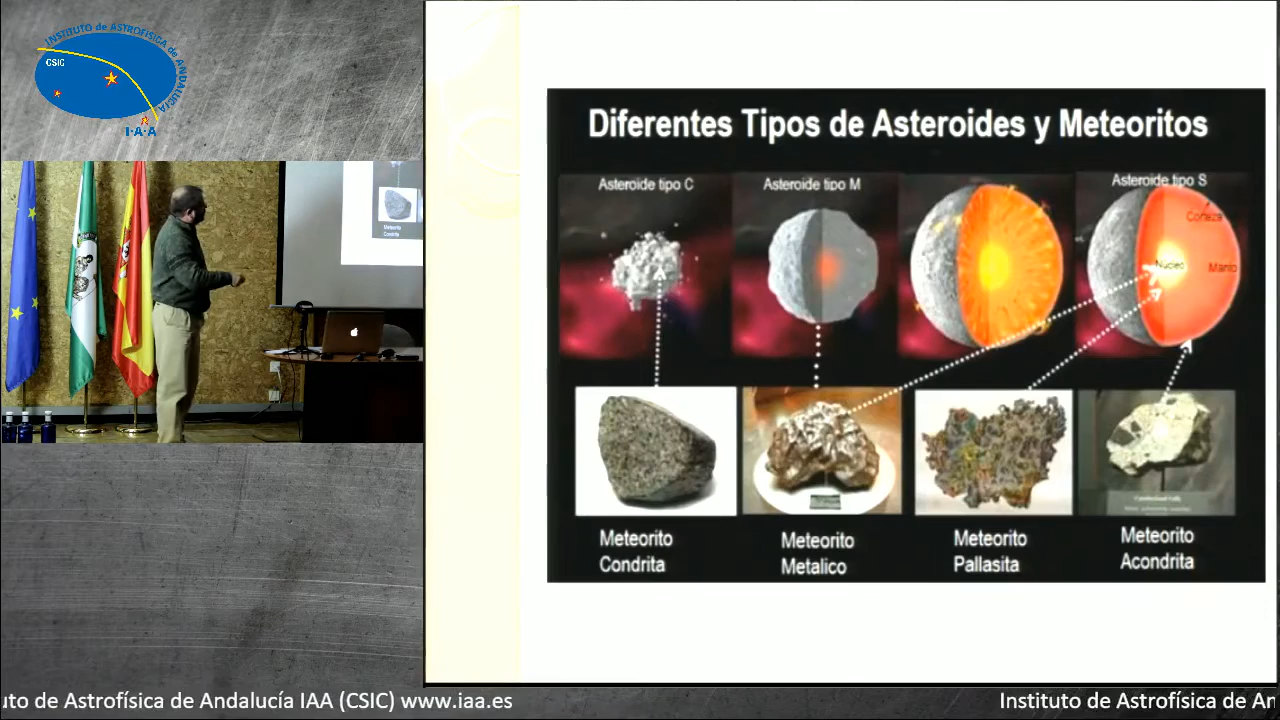 INSTITUTO de ASTROFÍSICA de ANDALUCÍA
CSIC
I·A·A
Meteorito
Condrita
Diferentes Tipos de Asteroides y Meteoritos
Asteroide tipo C
Asteroide tipo M
Asteroide tipo S
Corteza
Nucleo
Manto
Meteorito
Condrita
Meteorito
Metalico
Meteorito
Pallasita
Meteorito
Acondrita
uto de Astrofísica de Andalucía IAA (CSIC) www.iaa.es
Instituto de Astrofísica de An